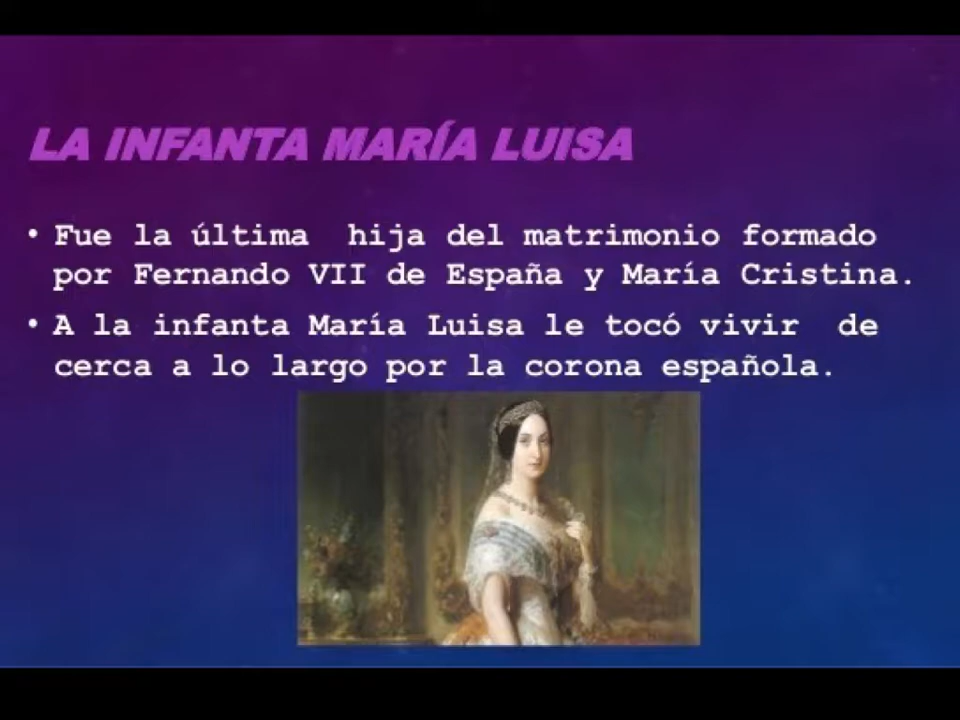 LA INFANTA MARÍA LUISA
• Fue la última hija del matrimonio formado
por Fernando VII de España y María Cristina.
• A la infanta María Luisa le tocó vivir de
cerca a lo largo por la corona española.